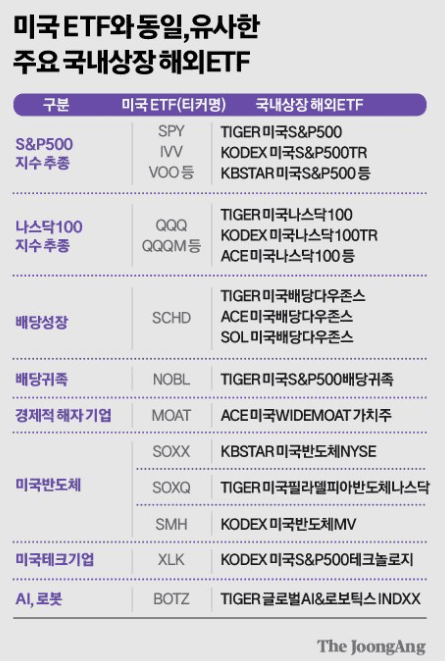 미국 ETF와 동일,유사한
주요 국내상장 해외ETF
구분 미국 ETF(티커명) 국내상장 해외ETF
S&P500
지수 추종
SPY
IVV
VOO 등
TIGER 미국S&P500
KODEX 미국S&P500TR
KBSTAR 미국S&P500 등
나스닥100
지수 추종
QQQ
QQQM 등
TIGER 미국나스닥100
KODEX 미국나스닥100TR
ACE 미국나스닥100 등
배당성장
SCHD
TIGER 미국배당다우존스
ACE 미국배당다우존스
SOL 미국배당다우존스
배당귀족 NOBL TIGER 미국S&P500배당귀족
경제적 해자 기업 MOAT ACE 미국WIDEMOAT 가치주
미국반도체
SOXX KBSTAR 미국반도체NYSE
SOXQ TIGER 미국필라델피아반도체나스닥
SMH KODEX 미국반도체MV
미국테크기업 XLK KODEX 미국S&P500테크놀로지
AI, 로봇 BOTZ TIGER 글로벌AI&로보틱스 INDXX
The JoongAng